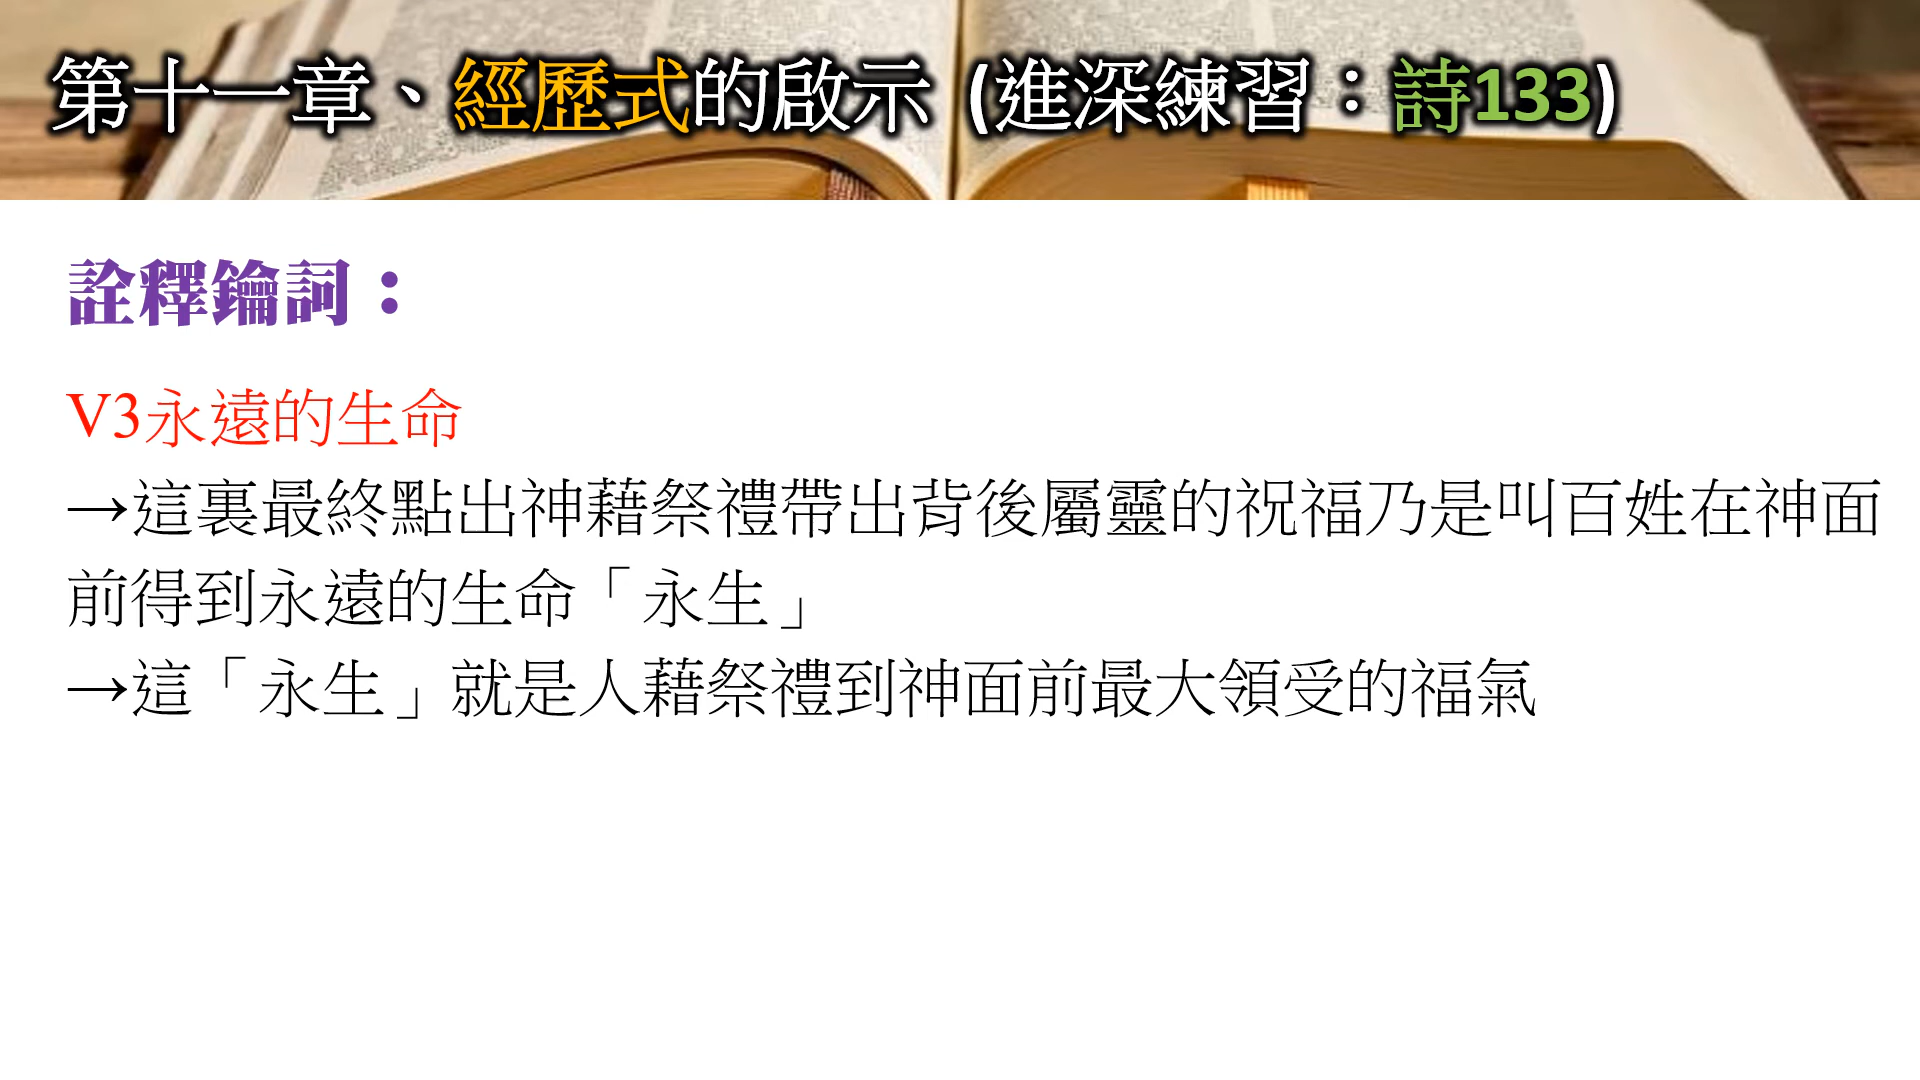 第十一章、經歷式的啟示 (進深練習：詩133)
詮釋鑰詞：
V3永遠的生命
→這裏最終點出神藉祭禮帶出背後屬靈的祝福乃是叫百姓在神面
前得到永遠的生命「永生」
→這「永生」就是人藉祭禮到神面前最大領受的福氣